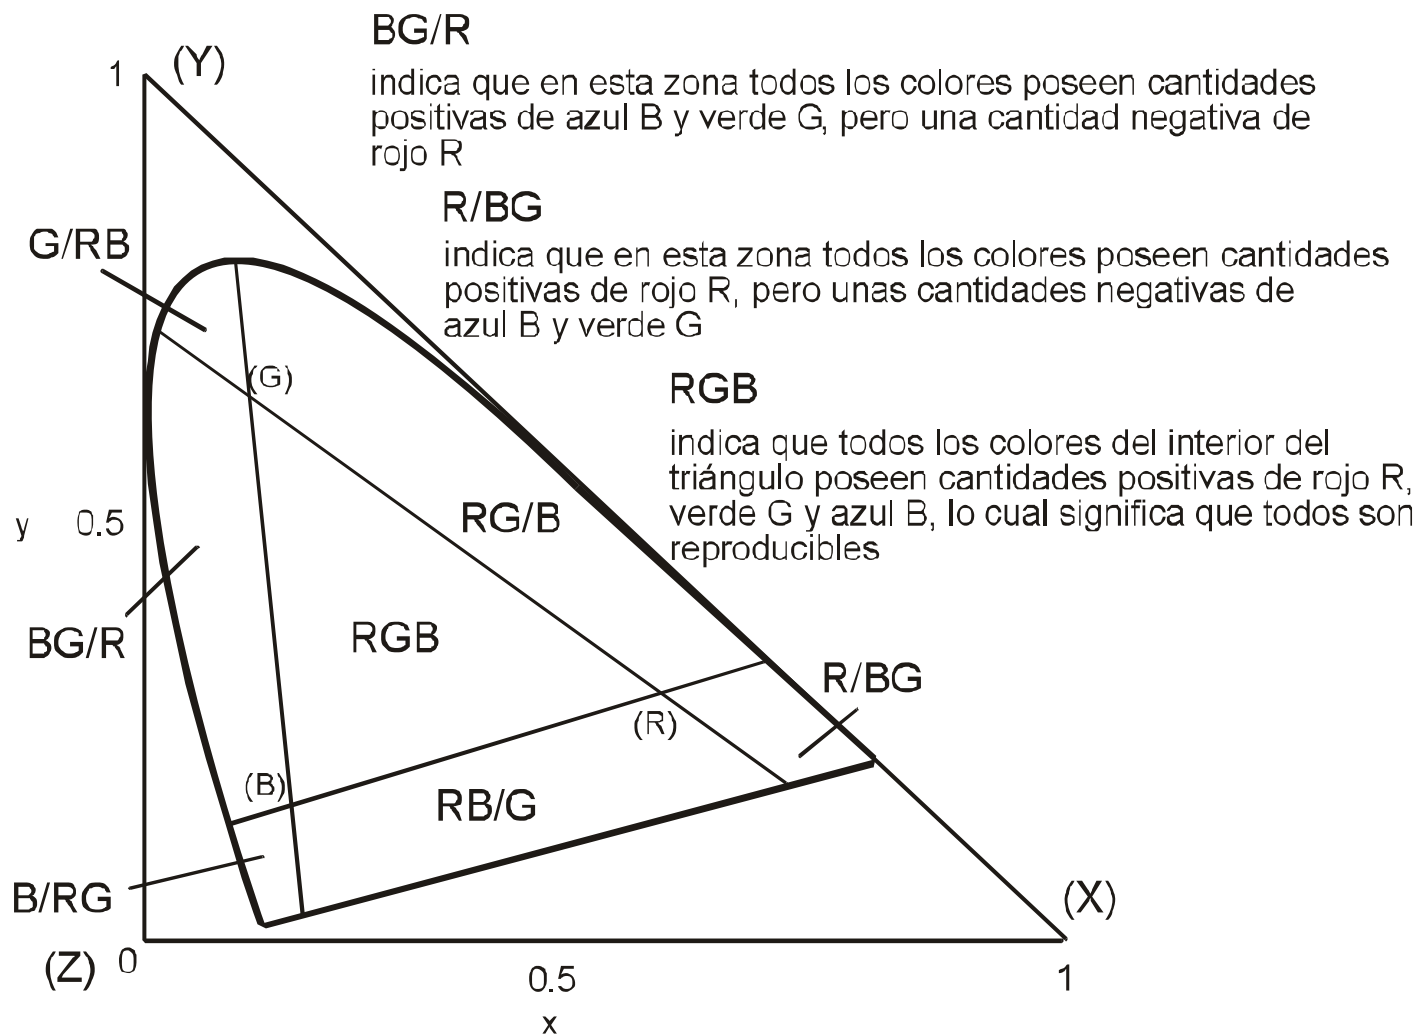 BG/R
indica que en esta zona todos los colores poseen cantidades
positivas de azul B y verde G, pero una cantidad negativa de
rojo R
(Y)
1
R/BG
indica que en esta zona todos los colores poseen cantidades
positivas de rojo R, pero unas cantidades negativas de
azul B y verde G
G/RB
(G)
RGB
indica que todos los colores del interior del
triángulo poseen cantidades positivas de rojo R,
verde G y azul B, lo cual significa que todos son
reproducibles
y 0.5
RG/B
BG/R
RGB
R/BG
(R)
(B)
RB/G
B/RG
(X)
(Z) 0
0.5
1
x